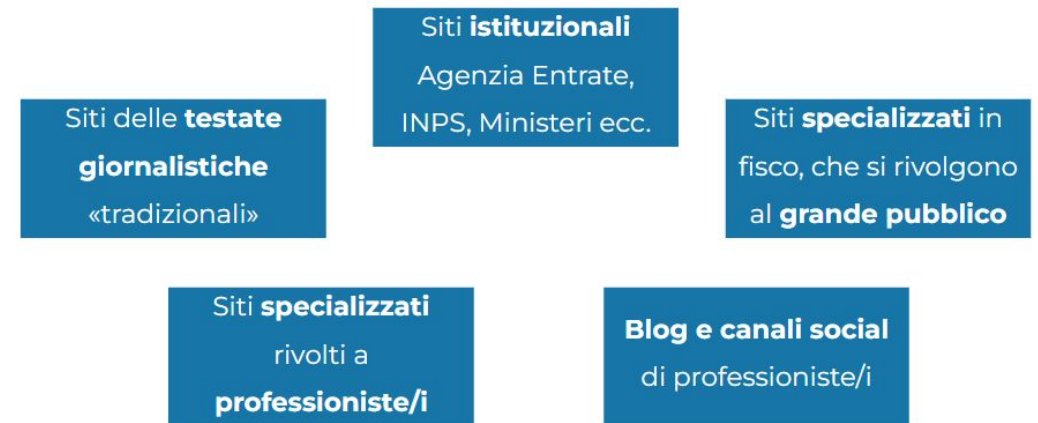 Siti istituzionali
Agenzia Entrate,
INPS, Ministeri ecc.
Siti delle testate
giornalistiche
«tradizionali»
Siti specializzati in
fisco, che si rivolgono
al grande pubblico
Siti specializzati
rivolti a
professioniste/i
Blog e canali social
di professioniste/i